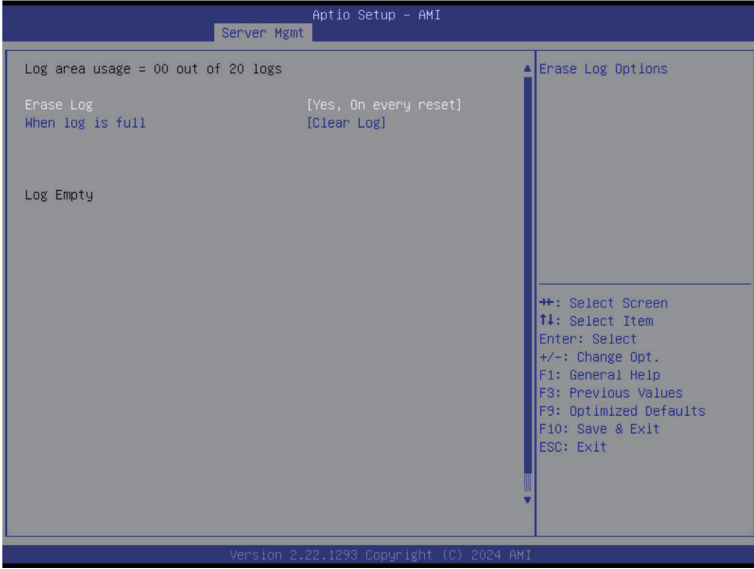 Aptio Setup – AMI
Server Mgmt
Log area usage = 00 out of 20 logs
Erase Log [Yes, On every reset]
When log is full [Clear Log]
Log Empty
Erase Log Options
→←: Select Screen
↑↓: Select Item
Enter: Select
+/-: Change Opt.
F1: General Help
F3: Previous Values
F9: Optimized Defaults
F10: Save & Exit
ESC: Exit
Version 2.22.1293 Copyright (C) 2024 AMI